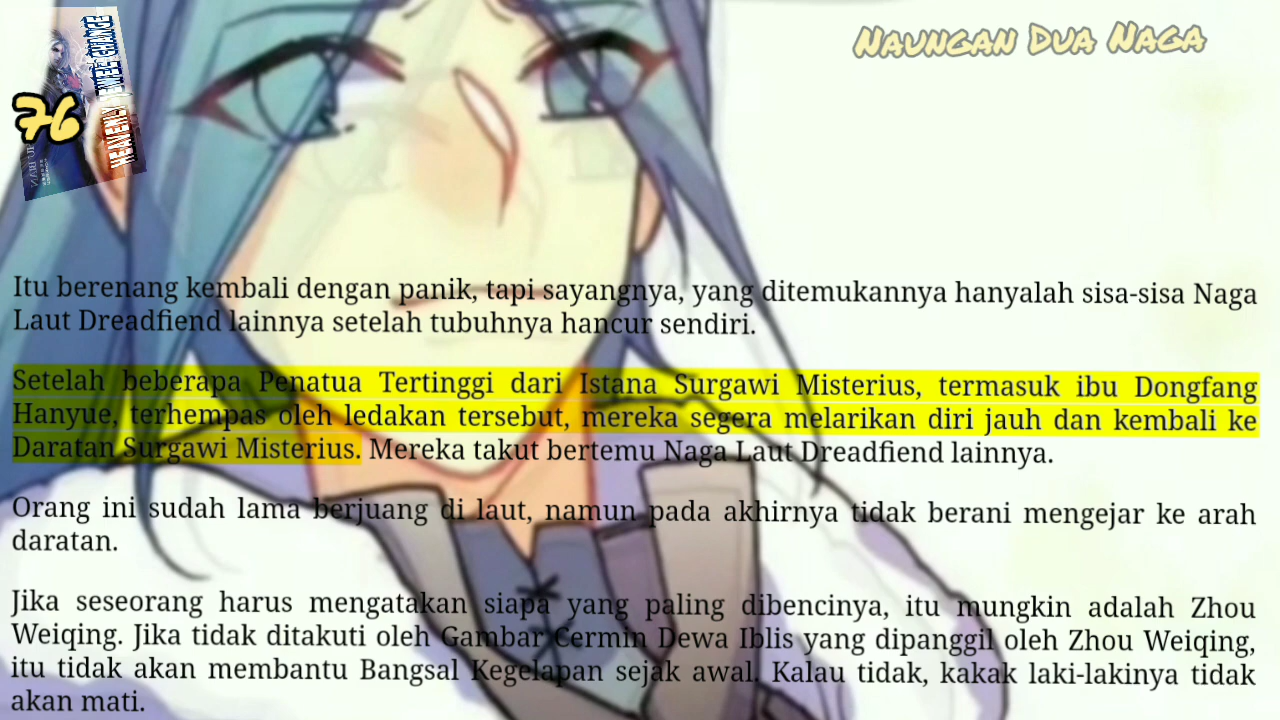 Naungan Dua Naga
76
HEAVENLY JEWEL
Itu berenang kembali dengan panik, tapi sayangnya, yang ditemukannya hanyalah sisa-sisa Naga
Laut Dreadfiend lainnya setelah tubuhnya hancur sendiri.
Setelah beberapa Penatua Tertinggi dari Istana Surgawi Misterius, termasuk ibu Dongfang
Hanyue, terhempas oleh ledakan tersebut, mereka segera melarikan diri jauh dan kembali ke
Daratan Surgawi Misterius. Mereka takut bertemu Naga Laut Dreadfiend lainnya.
Orang ini sudah lama berjuang di laut, namun pada akhirnya tidak berani mengejar ke arah
daratan.
Jika seseorang harus mengatakan siapa yang paling dibencinya, itu mungkin adalah Zhou
Weiqing. Jika tidak ditakuti oleh Gambar Cermin Dewa Iblis yang dipanggil oleh Zhou Weiqing,
itu tidak akan membantu Bangsal Kegelapan sejak awal. Kalau tidak, kakak laki-lakinya tidak
akan mati.